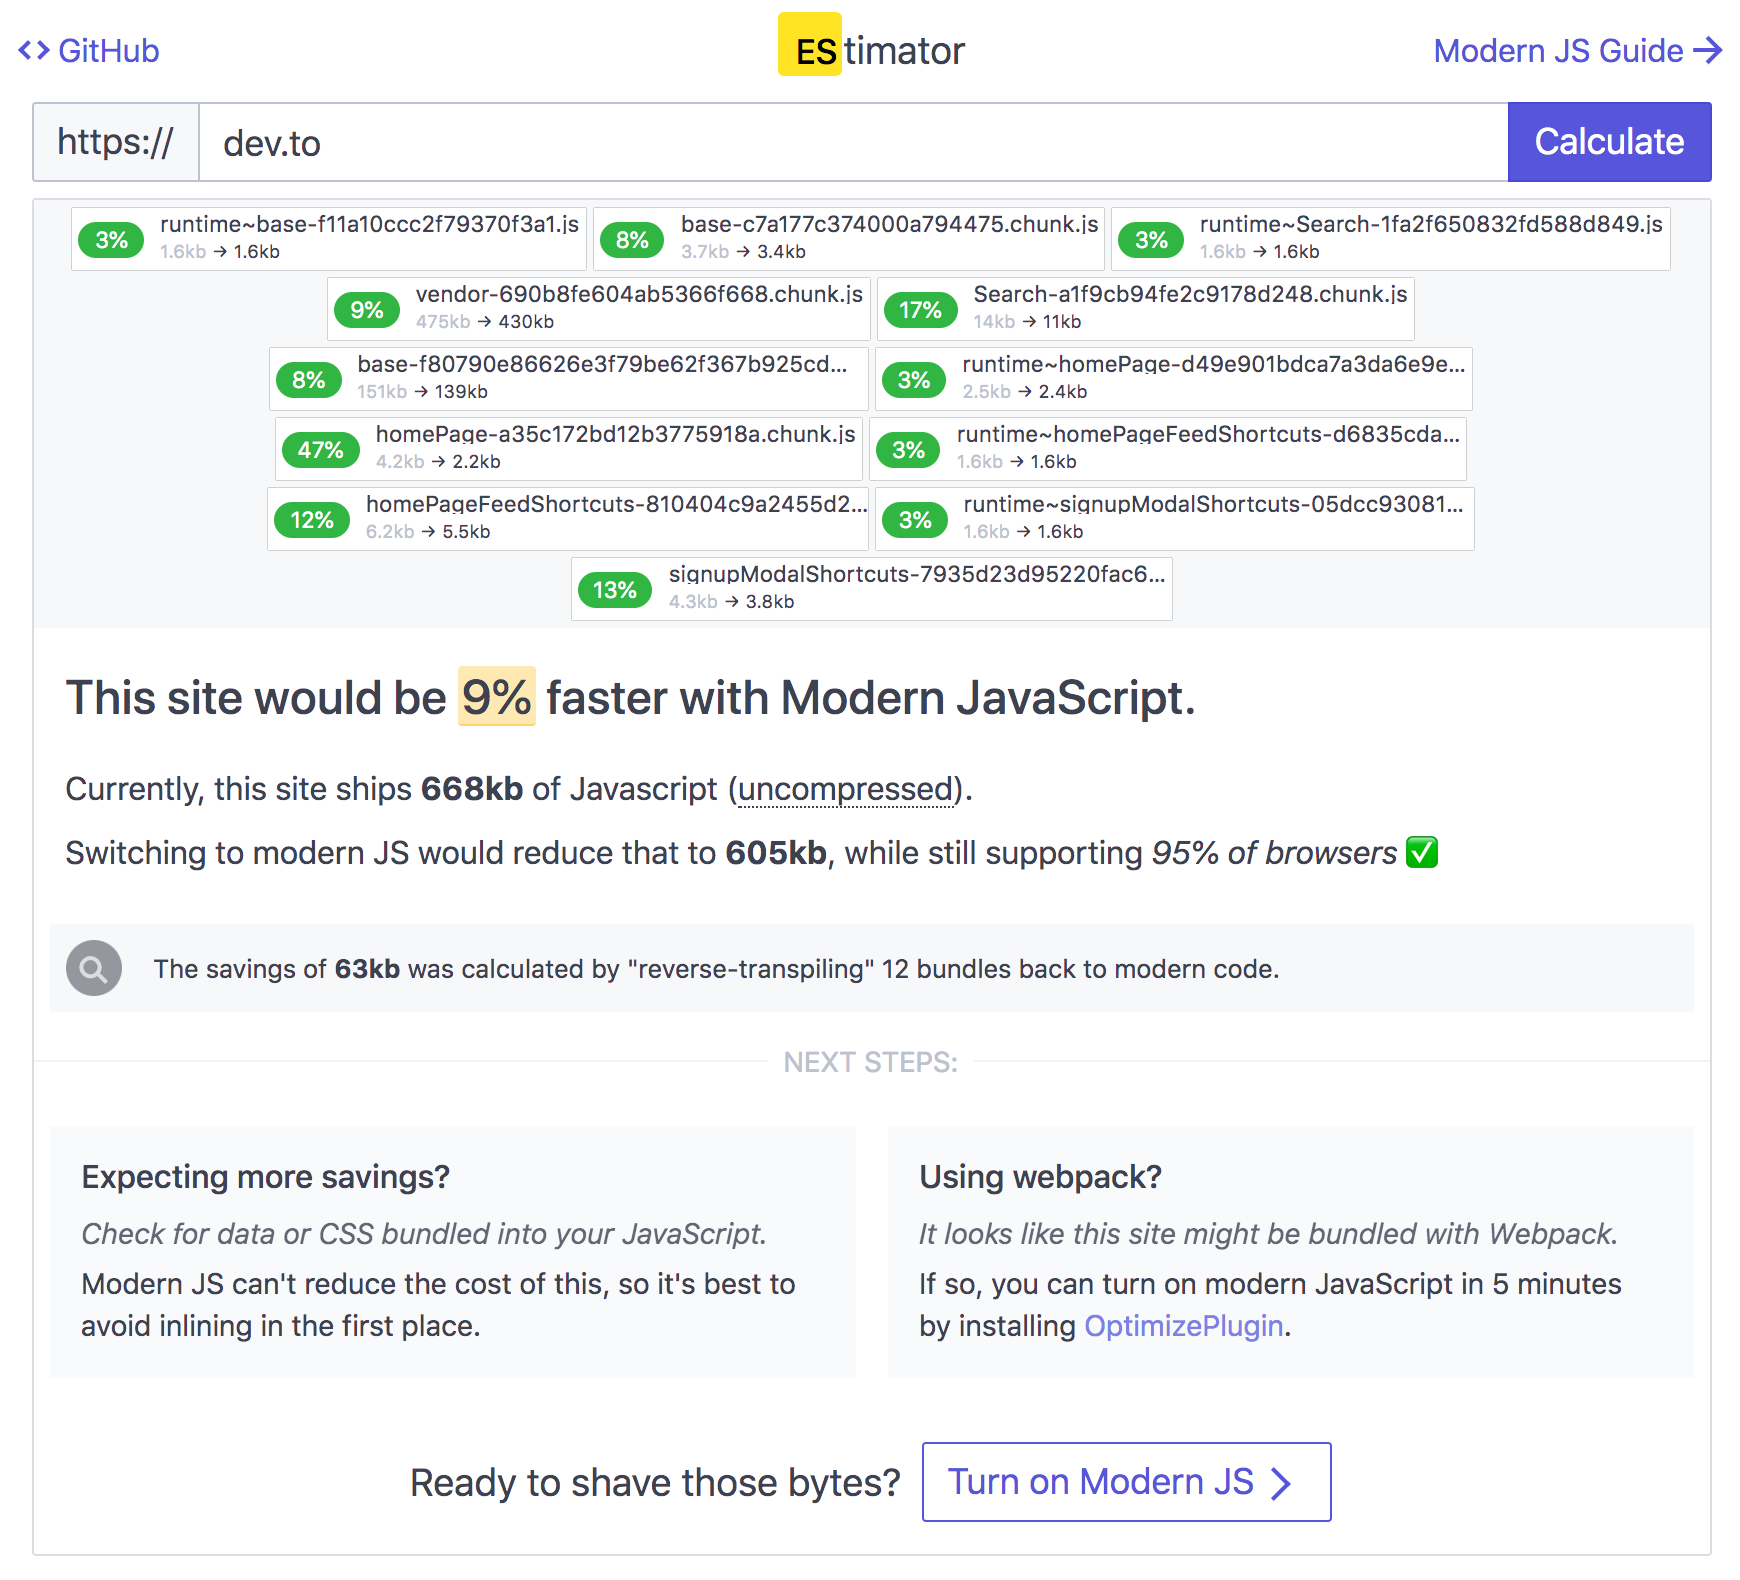 GitHub
EStimator
Modern JS Guide →
https://
dev.to
Calculate
3% runtime~base-f11a10ccc2f79370f3a1.js
1.6kb → 1.6kb
8% base-c7a177c374000a794475.chunk.js
3.7kb → 3.4kb
3% runtime~Search-1fa2f650832fd588d849.js
1.6kb → 1.6kb
9% vendor-690b8fe604ab5366f668.chunk.js
475kb → 430kb
17% Search-a1f9cb94fe2c9178d248.chunk.js
14kb → 11kb
8% base-f80790e86626e3f79be62f367b925cd...
151kb → 139kb
3% runtime~homePage-d49e901bdca7a3da6e9e...
2.5kb → 2.4kb
47% homePage-a35c172bd12b3775918a.chunk.js
4.2kb → 2.2kb
3% runtime~homePageFeedShortcuts-d6835cda...
1.6kb → 1.6kb
12% homePageFeedShortcuts-810404c9a2455d2...
6.2kb → 5.5kb
3% runtime~signupModalShortcuts-05dcc93081...
1.6kb → 1.6kb
13% signupModalShortcuts-7935d23d95220fac6...
4.3kb → 3.8kb
This site would be 9% faster with Modern JavaScript.
Currently, this site ships 668kb of Javascript (uncompressed).
Switching to modern JS would reduce that to 605kb, while still supporting 95% of browsers ✅
The savings of 63kb was calculated by "reverse-transpiling" 12 bundles back to modern code.
NEXT STEPS:
Expecting more savings?
Check for data or CSS bundled into your JavaScript.
Modern JS can't reduce the cost of this, so it's best to
avoid inlining in the first place.
Using webpack?
It looks like this site might be bundled with Webpack.
If so, you can turn on modern JavaScript in 5 minutes
by installing OptimizePlugin.
Ready to shave those bytes?
Turn on Modern JS